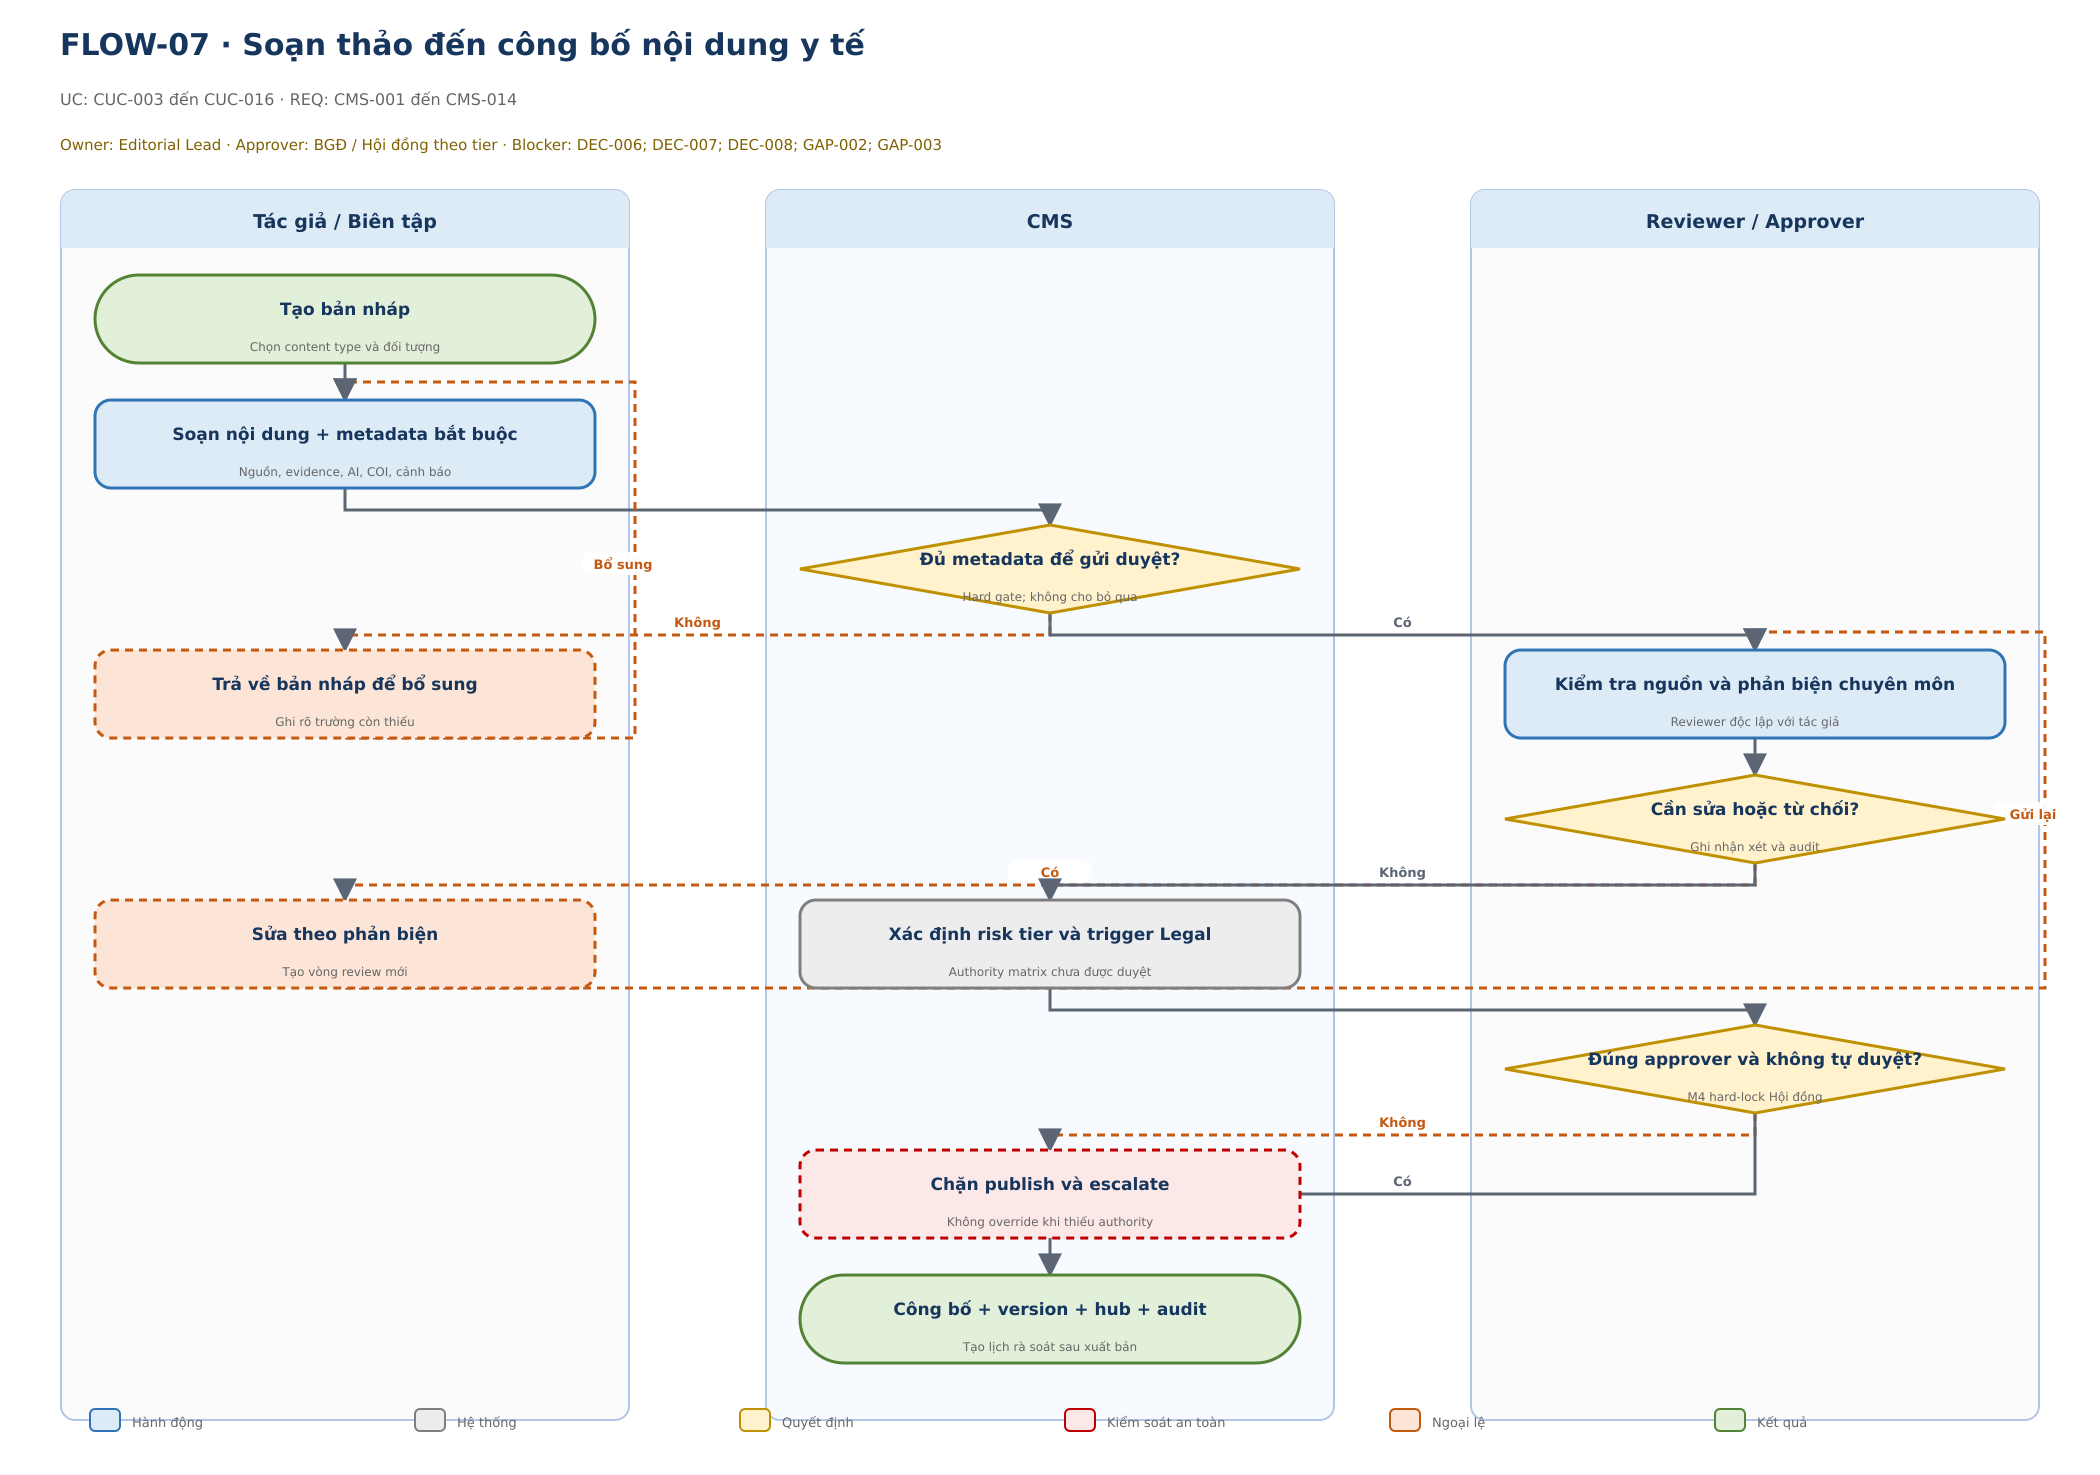 FLOW-07 · Soạn thảo đến công bố nội dung y tế
UC: CUC-003 đến CUC-016 · REQ: CMS-001 đến CMS-014
Owner: Editorial Lead · Approver: BGĐ / Hội đồng theo tier · Blocker: DEC-006; DEC-007; DEC-008; GAP-002; GAP-003
Tác giả / Biên tập
CMS
Reviewer / Approver
Tạo bản nháp
Chọn content type và đối tượng
Soạn nội dung + metadata bắt buộc
Nguồn, evidence, AI, COI, cảnh báo
Đủ metadata để gửi duyệt?
Hard gate; không cho bỏ qua
Bổ sung
Không
Có
Trả về bản nháp để bổ sung
Ghi rõ trường còn thiếu
Kiểm tra nguồn và phản biện chuyên môn
Reviewer độc lập với tác giả
Cần sửa hoặc từ chối?
Ghi nhận xét và audit
Gửi lại
Có
Không
Sửa theo phản biện
Tạo vòng review mới
Xác định risk tier và trigger Legal
Authority matrix chưa được duyệt
Đúng approver và không tự duyệt?
M4 hard-lock Hội đồng
Không
Có
Chặn publish và escalate
Không override khi thiếu authority
Công bố + version + hub + audit
Tạo lịch rà soát sau xuất bản
Hành động
Hệ thống
Quyết định
Kiểm soát an toàn
Ngoại lệ
Kết quả